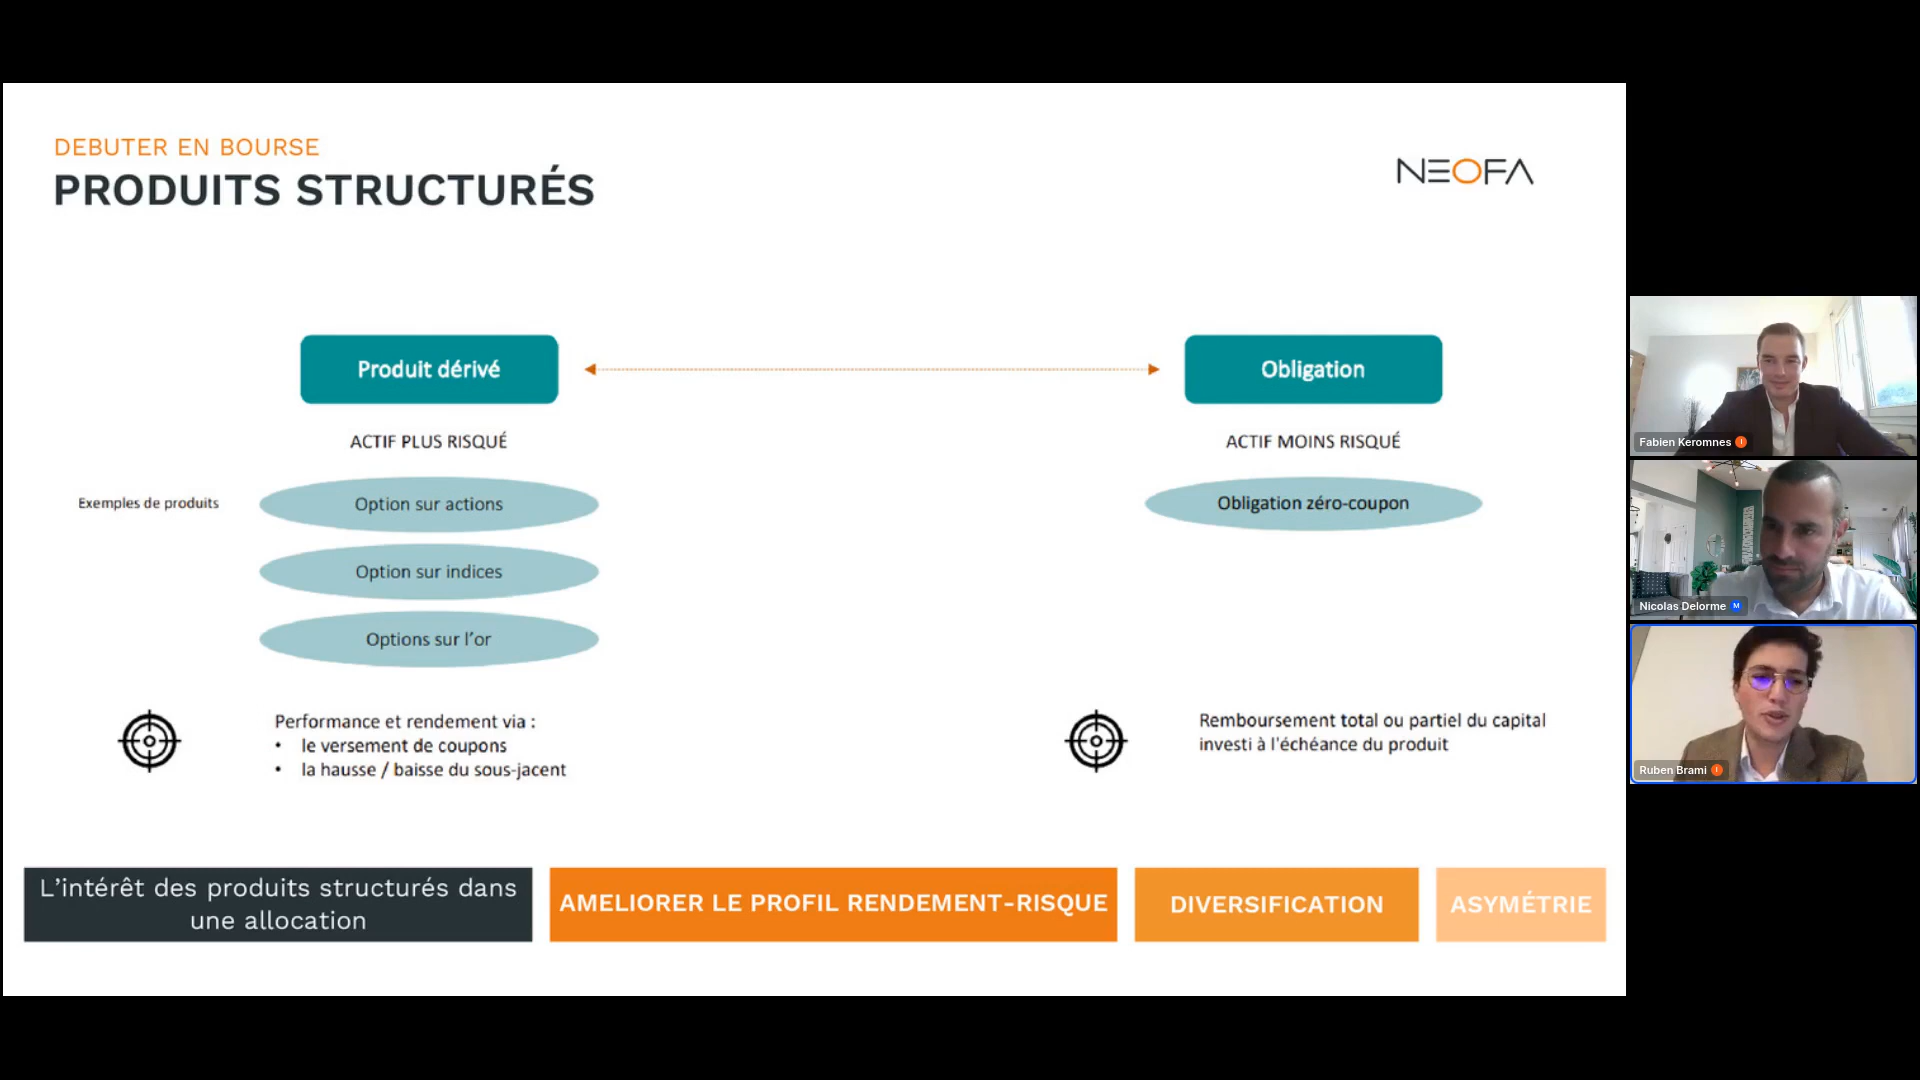 DEBUTER EN BOURSE
PRODUITS STRUCTURÉS
NEOFA
Produit dérivé
Obligation
ACTIF PLUS RISQUÉ
ACTIF MOINS RISQUÉ
Exemples de produits
Option sur actions
Obligation zéro-coupon
Option sur indices
Options sur l'or
Performance et rendement via :
• le versement de coupons
• la hausse / baisse du sous-jacent
Remboursement total ou partiel du capital
investi à l'échéance du produit
L'intérêt des produits structurés dans
une allocation
AMELIORER LE PROFIL RENDEMENT-RISQUE
DIVERSIFICATION
ASYMÉTRIE
Fabien Keromnes I
Nicolas Delorme M
Ruben Brami I